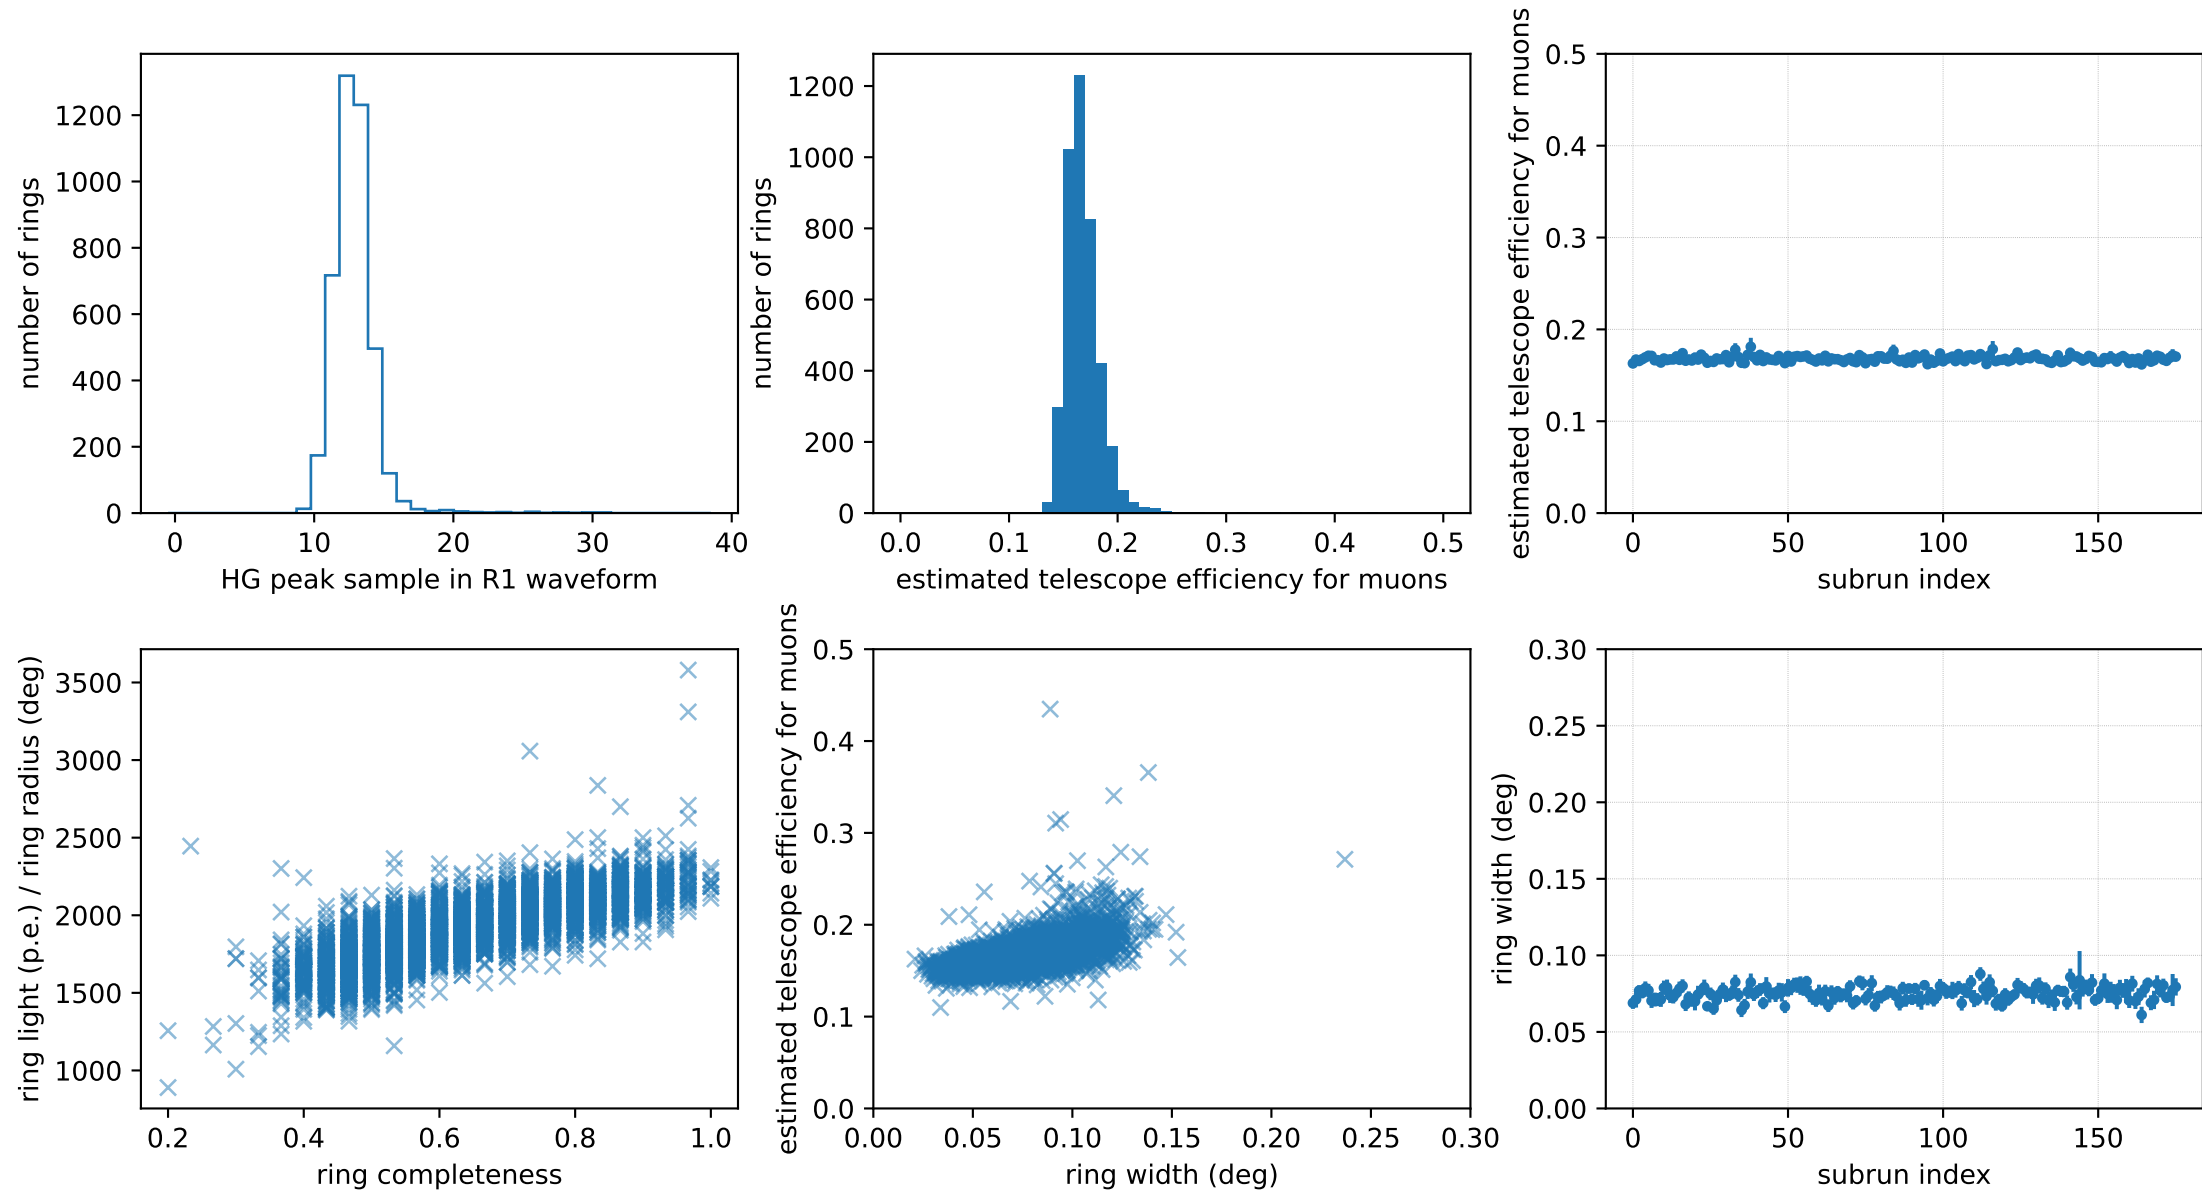 number of rings
1200
1000
800
600
400
200
0
0 10 20 30 40
HG peak sample in R1 waveform
number of rings
1200
1000
800
600
400
200
0
0.0 0.1 0.2 0.3 0.4 0.5
estimated telescope efficiency for muons
estimated telescope efficiency for muons
0.5
0.4
0.3
0.2
0.1
0.0
0 50 100 150
subrun index
ring light (p.e.) / ring radius (deg)
3500
3000
2500
2000
1500
1000
0.2 0.4 0.6 0.8 1.0
ring completeness
estimated telescope efficiency for muons
0.5
0.4
0.3
0.2
0.1
0.0
0.00 0.05 0.10 0.15 0.20 0.25 0.30
ring width (deg)
ring width (deg)
0.30
0.25
0.20
0.15
0.10
0.05
0.00
0 50 100 150
subrun index